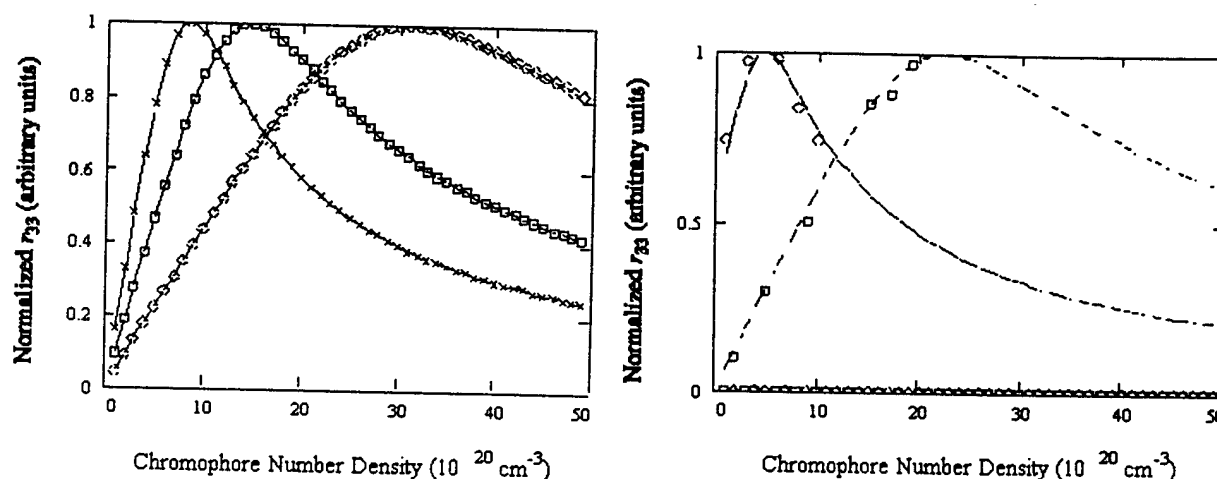 Normalized r33 (arbitrary units)
1
0.8
0.6
0.4
0.2
0
0 10 20 30 40 50
Chromophore Number Density (10 20 cm-3)
Normalized r33 (arbitrary units)
1
0.5
0
0 10 20 30 40 50
Chromophore Number Density (10 20 cm-3)